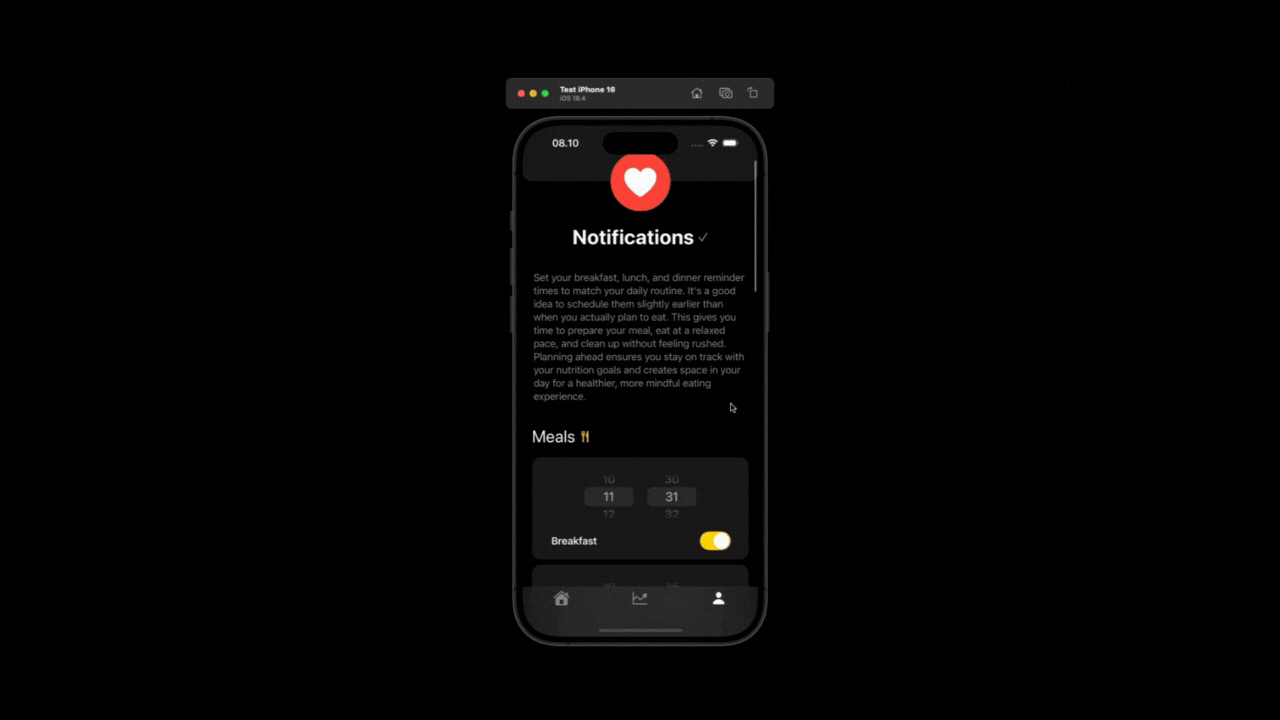 Test iPhone 16
iOS 18.4
08.10
Notifications
Set your breakfast, lunch, and dinner reminder
times to match your daily routine. It's a good
idea to schedule them slightly earlier than
when you actually plan to eat. This gives you
time to prepare your meal, eat at a relaxed
pace, and clean up without feeling rushed.
Planning ahead ensures you stay on track with
your nutrition goals and creates space in your
day for a healthier, more mindful eating
experience.
Meals
10 30
11 31
12 32
Breakfast